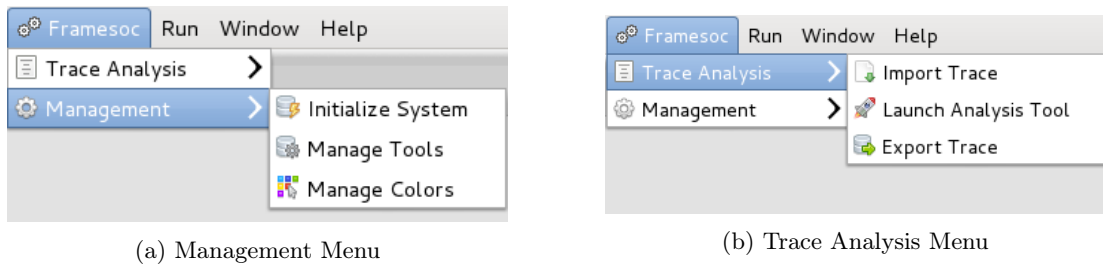 Framesoc Run Window Help
Trace Analysis
Management
Initialize System
Manage Tools
Manage Colors
(a) Management Menu
Framesoc Run Window Help
Trace Analysis
Import Trace
Management
Launch Analysis Tool
Export Trace
(b) Trace Analysis Menu